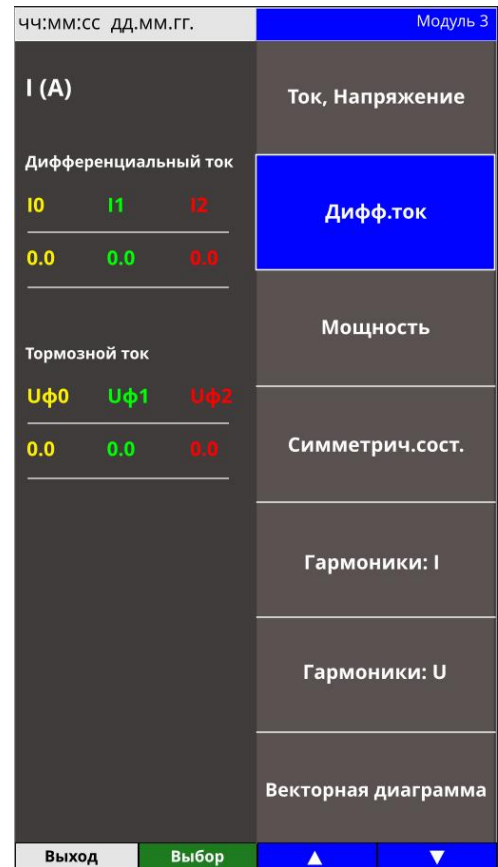 чч:мм:сс дд.мм.гг.
Модуль 3
I (A)
Дифференциальный ток
I0 I1 I2
0.0 0.0 0.0
Тормозной ток
Uф0 Uф1 Uф2
0.0 0.0 0.0
Ток, Напряжение
Дифф.ток
Мощность
Симметрич.сост.
Гармоники: I
Гармоники: U
Векторная диаграмма
Выход Выбор ▲ ▼